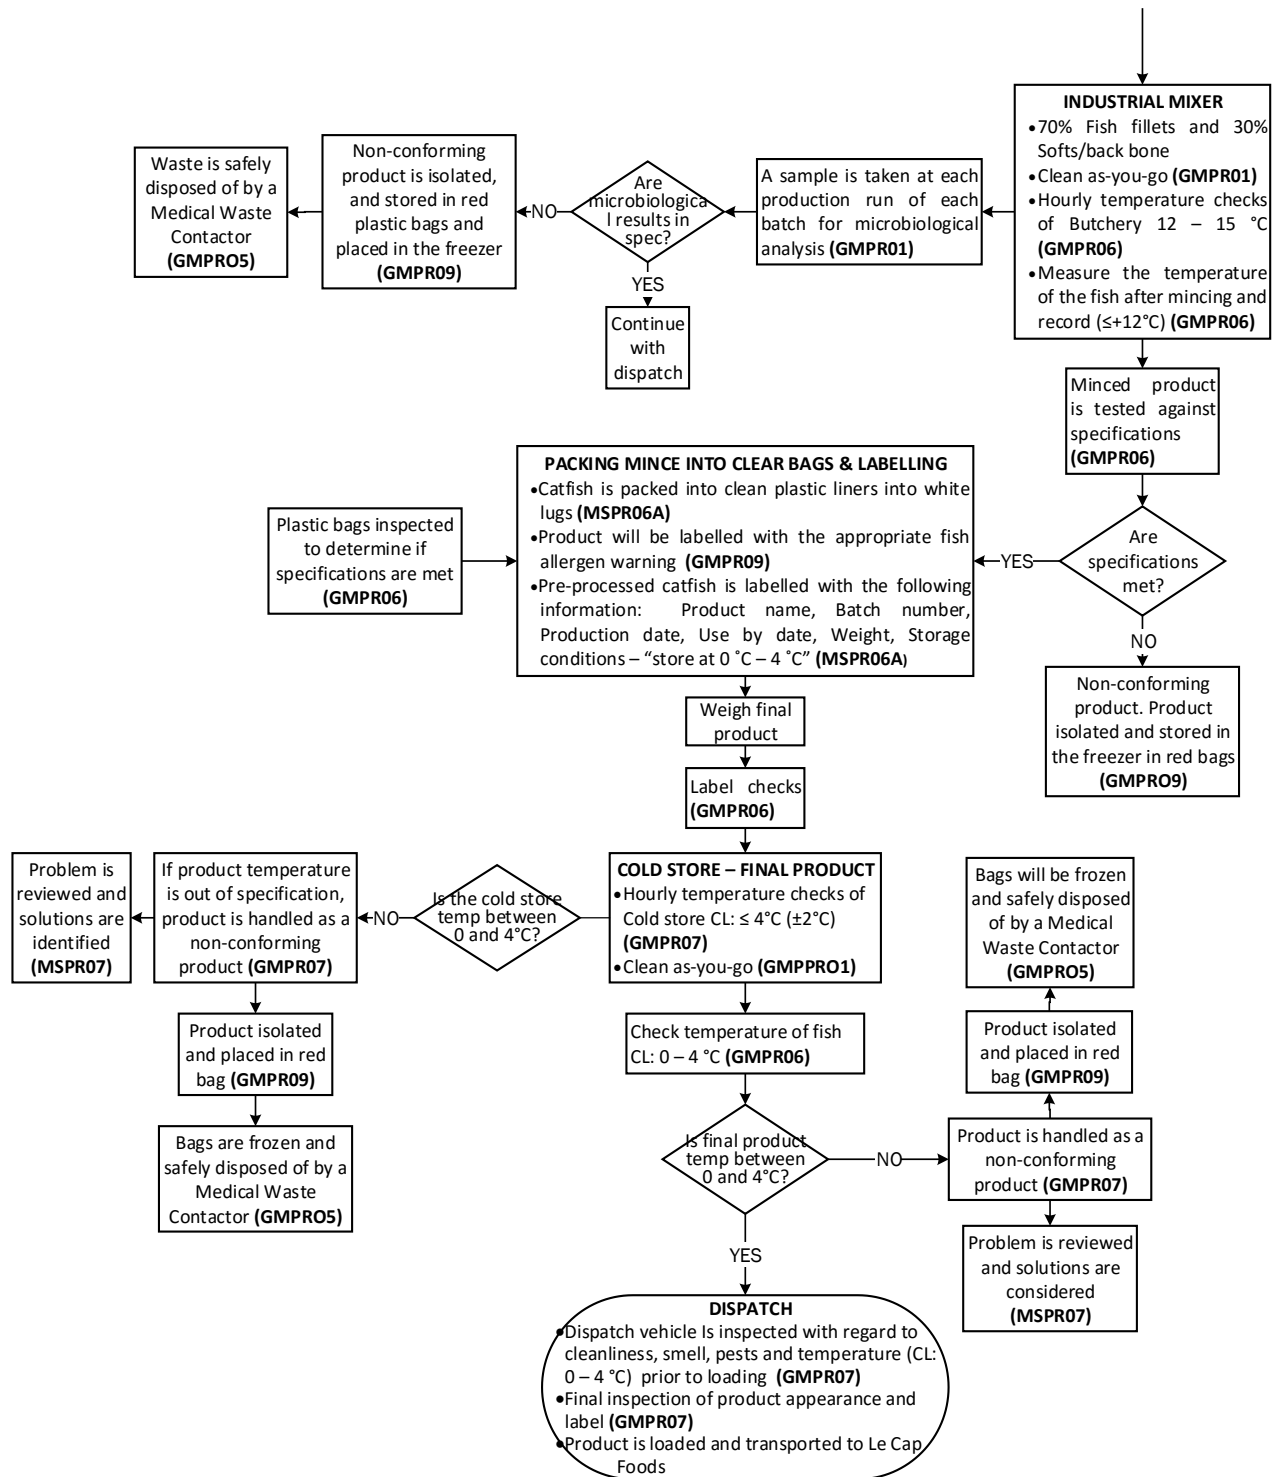 INDUSTRIAL MIXER
•70% Fish fillets and 30%
Softs/back bone
•Clean as-you-go (GMPR01)
•Hourly temperature checks
of Butchery 12 – 15 °C
(GMPR06)
•Measure the temperature
of the fish after mincing and
record (≤+12°C) (GMPR06)
A sample is taken at each
production run of each
batch for microbiological
analysis (GMPR01)
Are
microbiologica
l results in
spec?
NO
Non-conforming
product is isolated,
and stored in red
plastic bags and
placed in the freezer
(GMPR09)
Waste is safely
disposed of by a
Medical Waste
Contactor
(GMPRO5)
YES
Continue
with
dispatch
Minced product
is tested against
specifications
(GMPR06)
Are
specifications
met?
YES
NO
Non-conforming
product. Product
isolated and stored in
the freezer in red bags
(GMPRO9)
PACKING MINCE INTO CLEAR BAGS & LABELLING
•Catfish is packed into clean plastic liners into white
lugs (MSPR06A)
•Product will be labelled with the appropriate fish
allergen warning (GMPR09)
•Pre-processed catfish is labelled with the following
information: Product name, Batch number,
Production date, Use by date, Weight, Storage
conditions – “store at 0 ˚C – 4 ˚C” (MSPR06A)
Plastic bags inspected
to determine if
specifications are met
(GMPR06)
Weigh final
product
Label checks
(GMPR06)
COLD STORE – FINAL PRODUCT
•Hourly temperature checks of
Cold store CL: ≤ 4°C (±2°C)
(GMPR07)
•Clean as-you-go (GMPPRO1)
Is the cold store
temp between
0 and 4°C?
NO
If product temperature
is out of specification,
product is handled as a
non-conforming
product (GMPR07)
Problem is
reviewed and
solutions are
identified
(MSPR07)
Product isolated
and placed in red
bag (GMPR09)
Bags are frozen and
safely disposed of by a
Medical Waste
Contactor (GMPRO5)
Check temperature of fish
CL: 0 – 4 °C (GMPR06)
Is final product
temp between
0 and 4°C?
NO
Product is handled as a
non-conforming
product (GMPR07)
Product isolated
and placed in red
bag (GMPR09)
Bags will be frozen
and safely disposed
of by a Medical
Waste Contactor
(GMPRO5)
Problem is reviewed
and solutions are
considered
(MSPR07)
YES
DISPATCH
•Dispatch vehicle Is inspected with regard to
cleanliness, smell, pests and temperature (CL:
0 – 4 °C) prior to loading (GMPR07)
•Final inspection of product appearance and
label (GMPR07)
•Product is loaded and transported to Le Cap
Foods